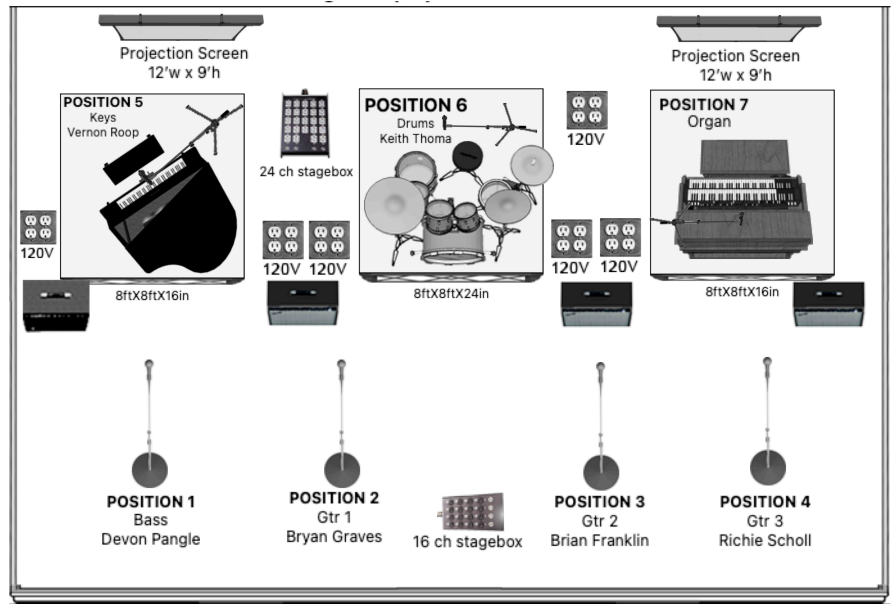 Projection Screen
12'w x 9'h
Projection Screen
12'w x 9'h
POSITION 5
Keys
Vernon Roop
24 ch stagebox
POSITION 6
Drums
Keith Thoma
120V
POSITION 7
Organ
120V
120V
120V
120V
120V
8ftX8ftX16in
8ftX8ftX24in
8ftX8ftX16in
POSITION 1
Bass
Devon Pangle
POSITION 2
Gtr 1
Bryan Graves
16 ch stagebox
POSITION 3
Gtr 2
Brian Franklin
POSITION 4
Gtr 3
Richie Scholl